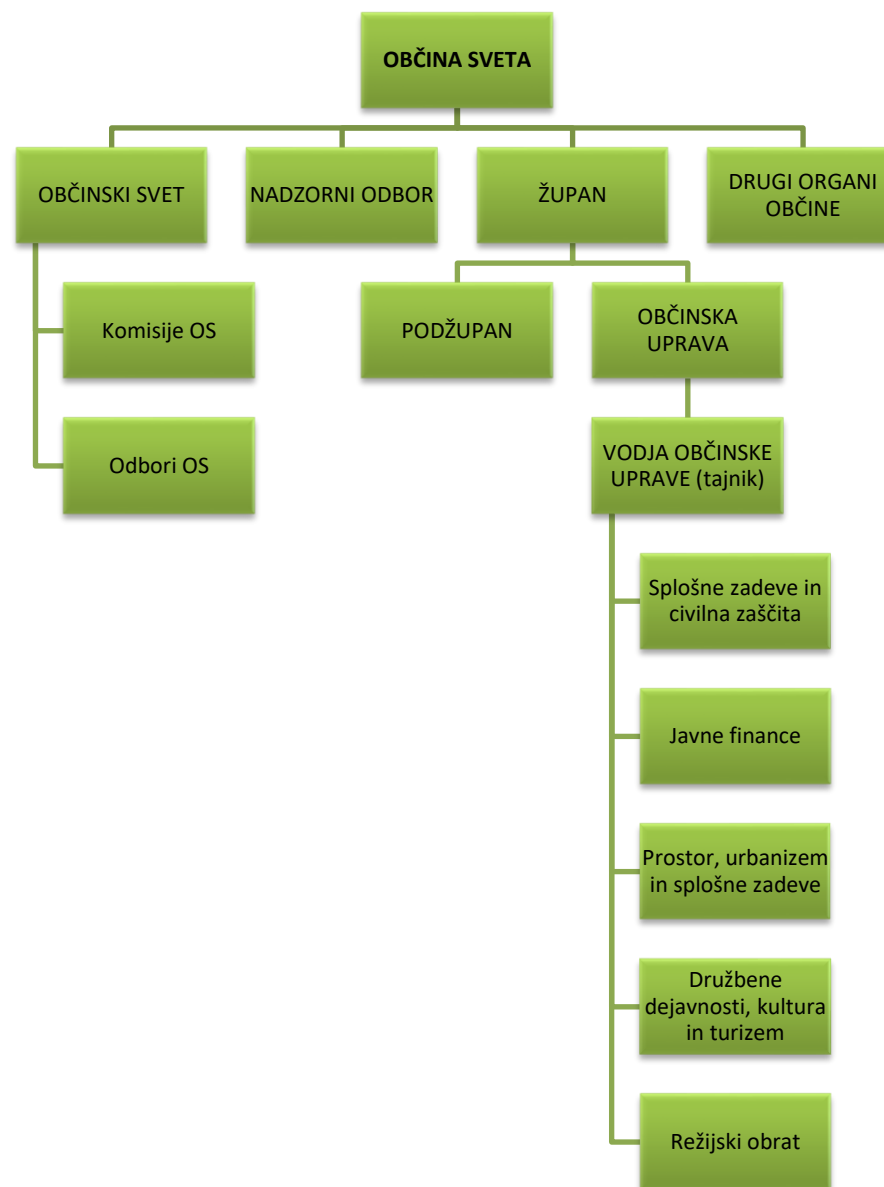 OBČINA SVETA
OBČINSKI SVET
NADZORNI ODBOR
ŽUPAN
DRUGI ORGANI
OBČINE
Komisije OS
Odbori OS
PODŽUPAN
OBČINSKA
UPRAVA
VODJA OBČINSKE
UPRAVE (tajnik)
Splošne zadeve in
civilna zaščita
Javne finance
Prostor, urbanizem
in splošne zadeve
Družbene
dejavnosti, kultura
in turizem
Režijski obrat